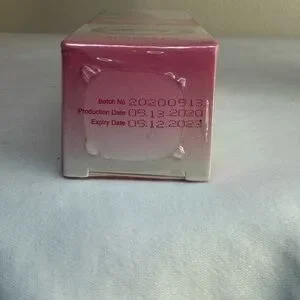 Batch No 20200913
Production Date 09.13.2020
Expiry Date 09.12.2023